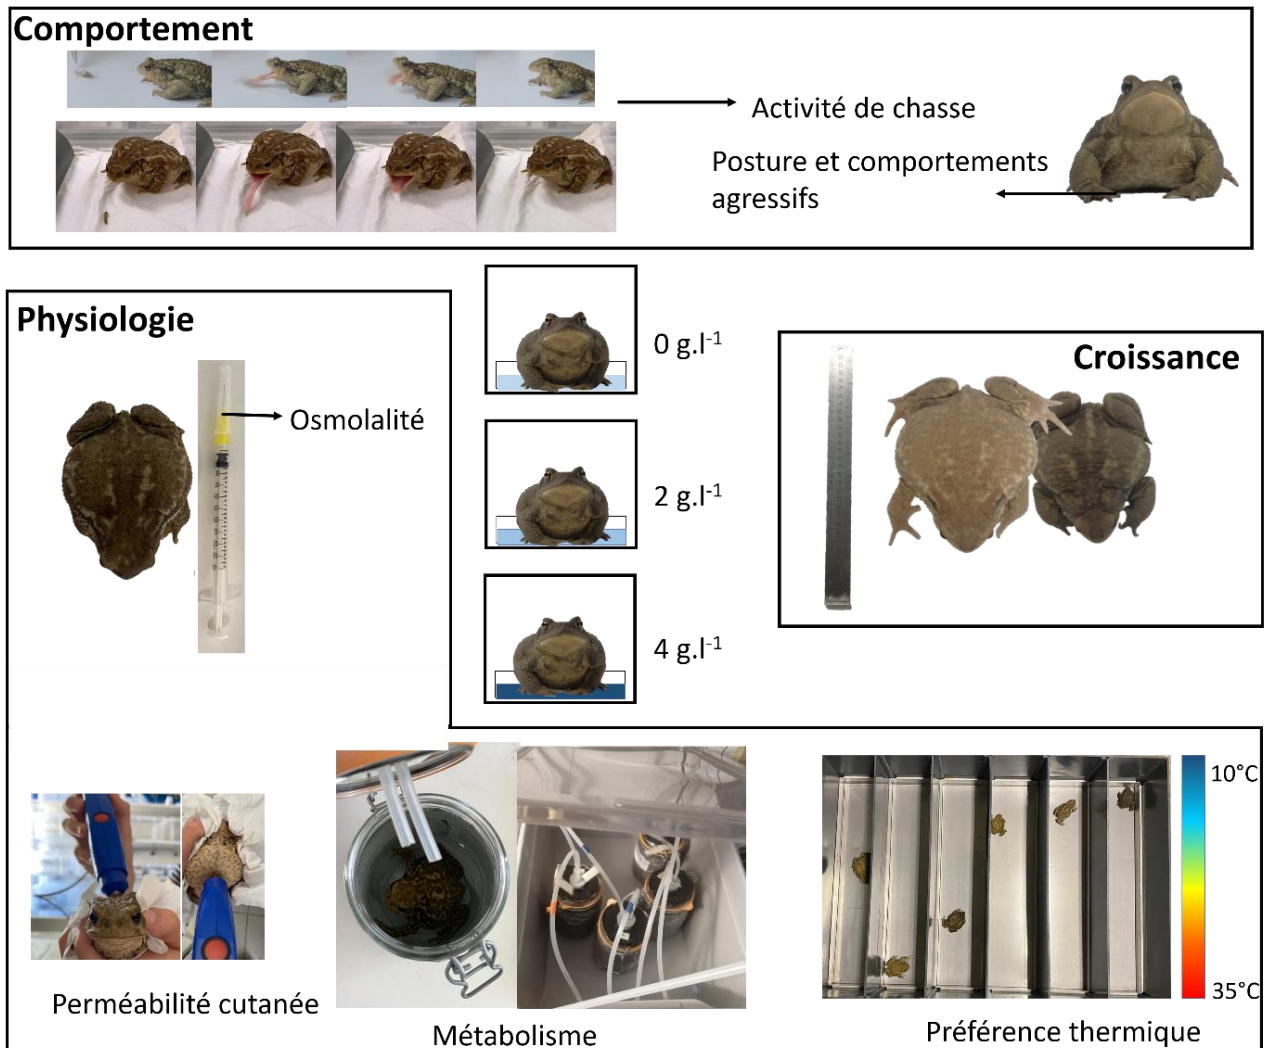 Comportement
Activité de chasse
Posture et comportements
agressifs
Physiologie
Osmolalité
0 g.l⁻¹
2 g.l⁻¹
4 g.l⁻¹
Croissance
Perméabilité cutanée
Métabolisme
10°C
35°C
Préférence thermique